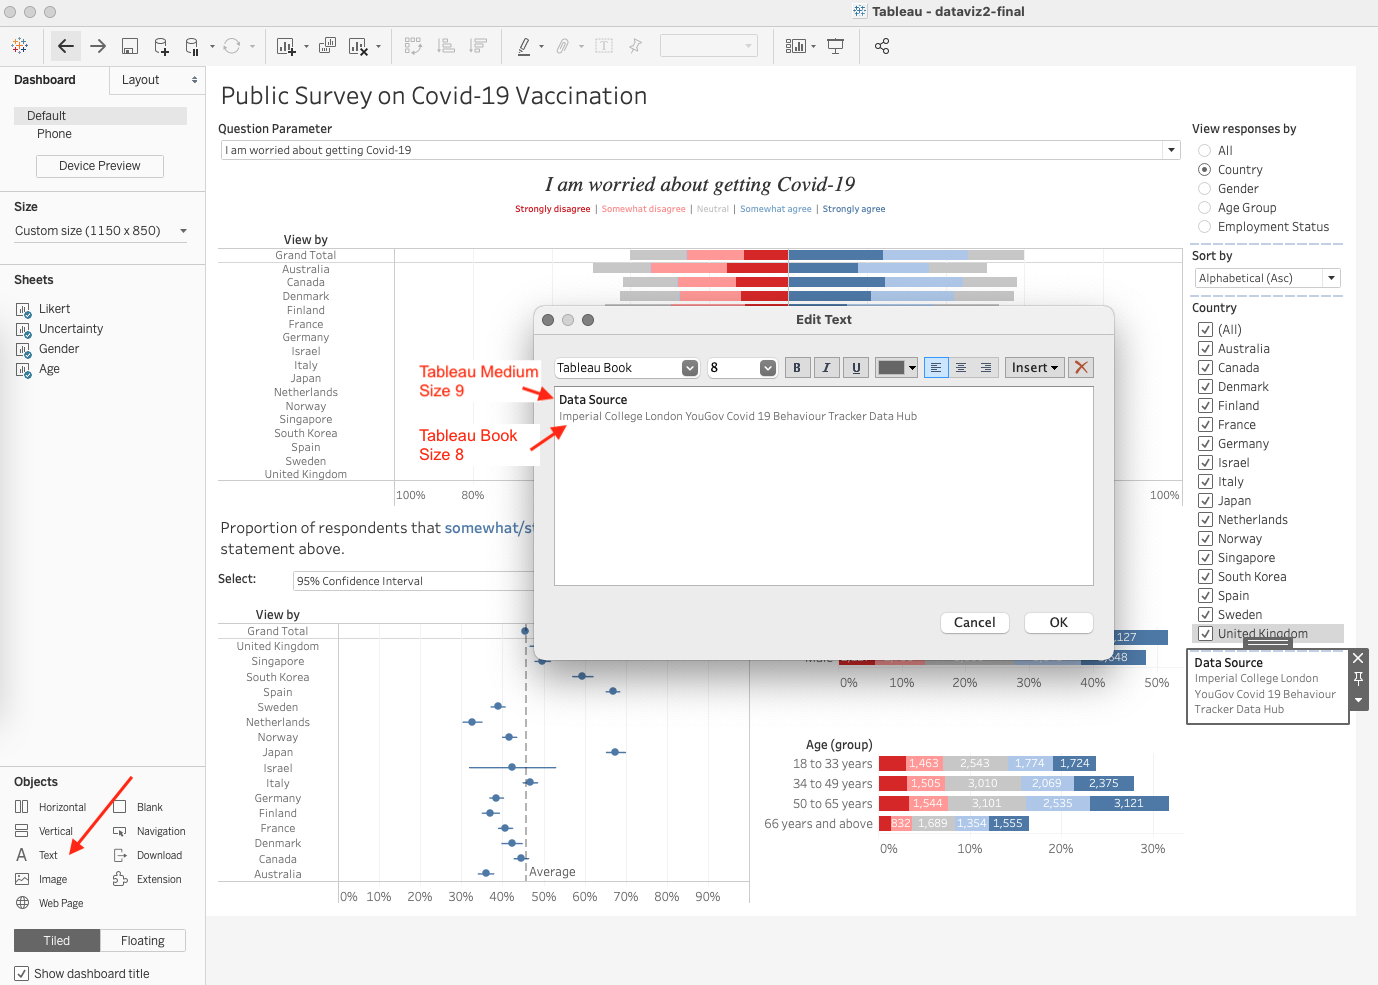 Tableau - dataviz2-final
Dashboard
Layout
Default
Phone
Device Preview
Size
Custom size (1150 x 850)
Sheets
Likert
Uncertainty
Gender
Age
Objects
Horizontal
Blank
Vertical
Navigation
Text
Download
Image
Extension
Web Page
Tiled
Floating
Show dashboard title
Public Survey on Covid-19 Vaccination
Question Parameter
I am worried about getting Covid-19
I am worried about getting Covid-19
Strongly disagree | Somewhat disagree | Neutral | Somewhat agree | Strongly agree
View by
Grand Total
Australia
Canada
Denmark
Finland
France
Germany
Israel
Italy
Japan
Netherlands
Norway
Singapore
South Korea
Spain
Sweden
United Kingdom
100% 80%
100%
Tableau Medium
Size 9
Tableau Book
Size 8
Edit Text
Tableau Book
8
B I U
Insert
Data Source
Imperial College London YouGov Covid 19 Behaviour Tracker Data Hub
Cancel
OK
Proportion of respondents that somewhat/st
statement above.
Select:
95% Confidence Interval
View by
Grand Total
United Kingdom
Singapore
South Korea
Spain
Sweden
Netherlands
Norway
Japan
Israel
Italy
Germany
Finland
France
Denmark
Canada
Australia
Average
0% 10% 20% 30% 40% 50% 60% 70% 80% 90%
,127
0% 10% 20% 30% 40% 50%
Age (group)
18 to 33 years 1,463 2,543 1,774 1,724
34 to 49 years 1,505 3,010 2,069 2,375
50 to 65 years 1,544 3,101 2,535 3,121
66 years and above 832 1,689 1,354 1,555
0% 10% 20% 30%
View responses by
All
Country
Gender
Age Group
Employment Status
Sort by
Alphabetical (Asc)
Country
(All)
Australia
Canada
Denmark
Finland
France
Germany
Israel
Italy
Japan
Netherlands
Norway
Singapore
South Korea
Spain
Sweden
United Kingdom
Data Source
Imperial College London
YouGov Covid 19 Behaviour
Tracker Data Hub